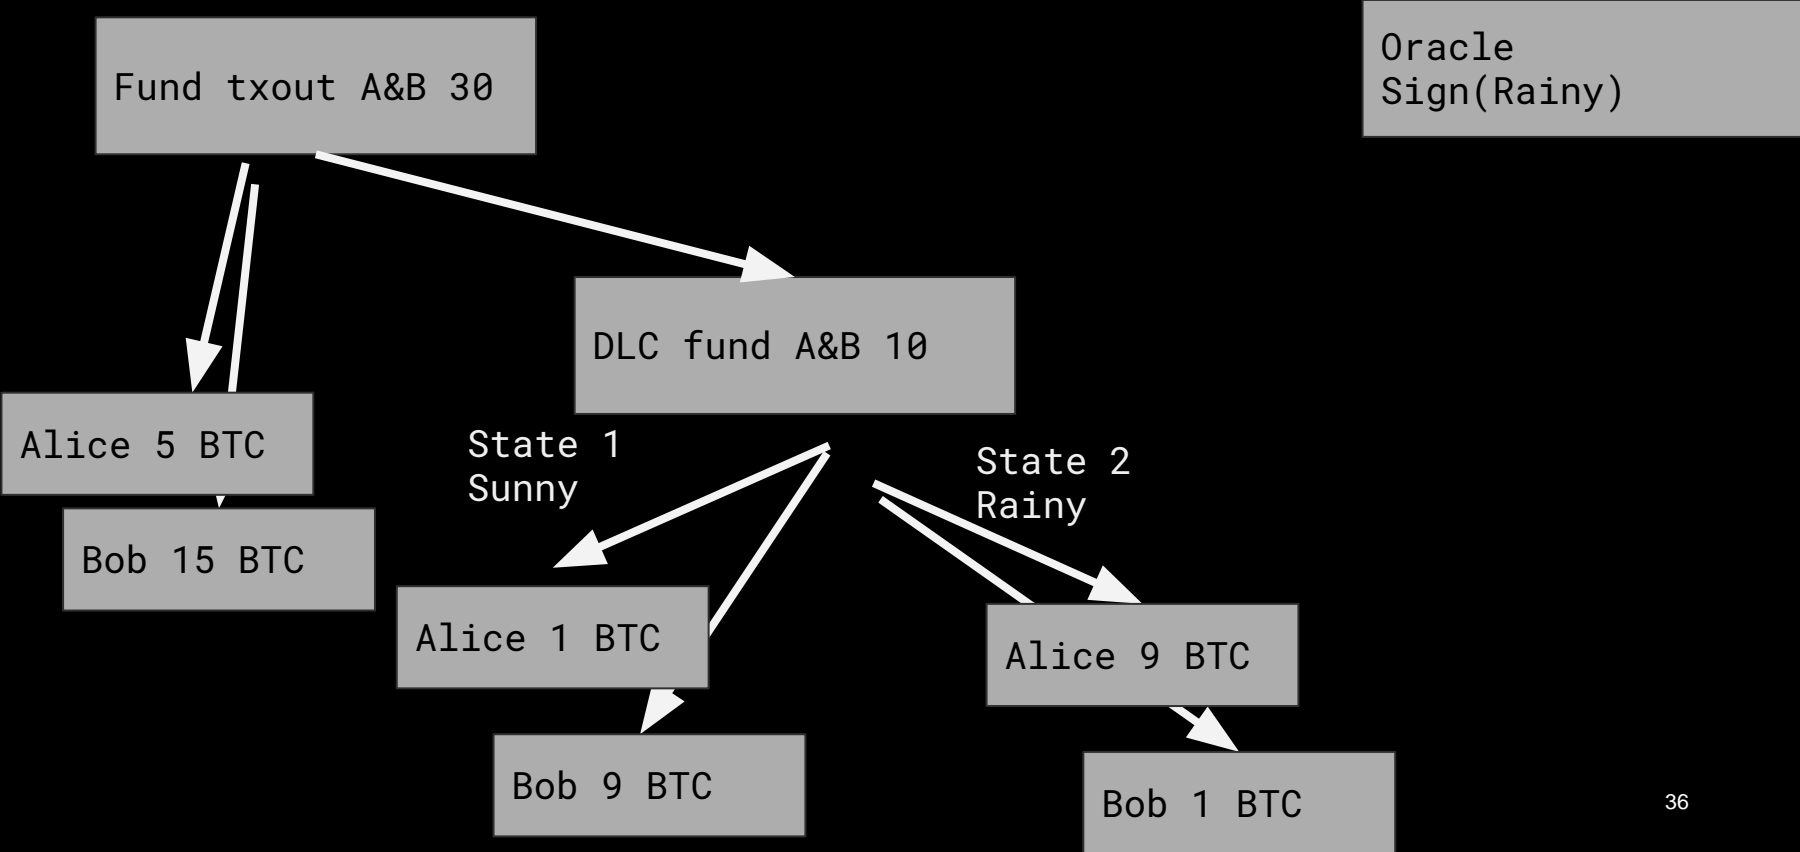 Fund txout A&B 30
Oracle
Sign(Rainy)
DLC fund A&B 10
Alice 5 BTC
Bob 15 BTC
State 1
Sunny
State 2
Rainy
Alice 1 BTC
Bob 9 BTC
Alice 9 BTC
Bob 1 BTC
36